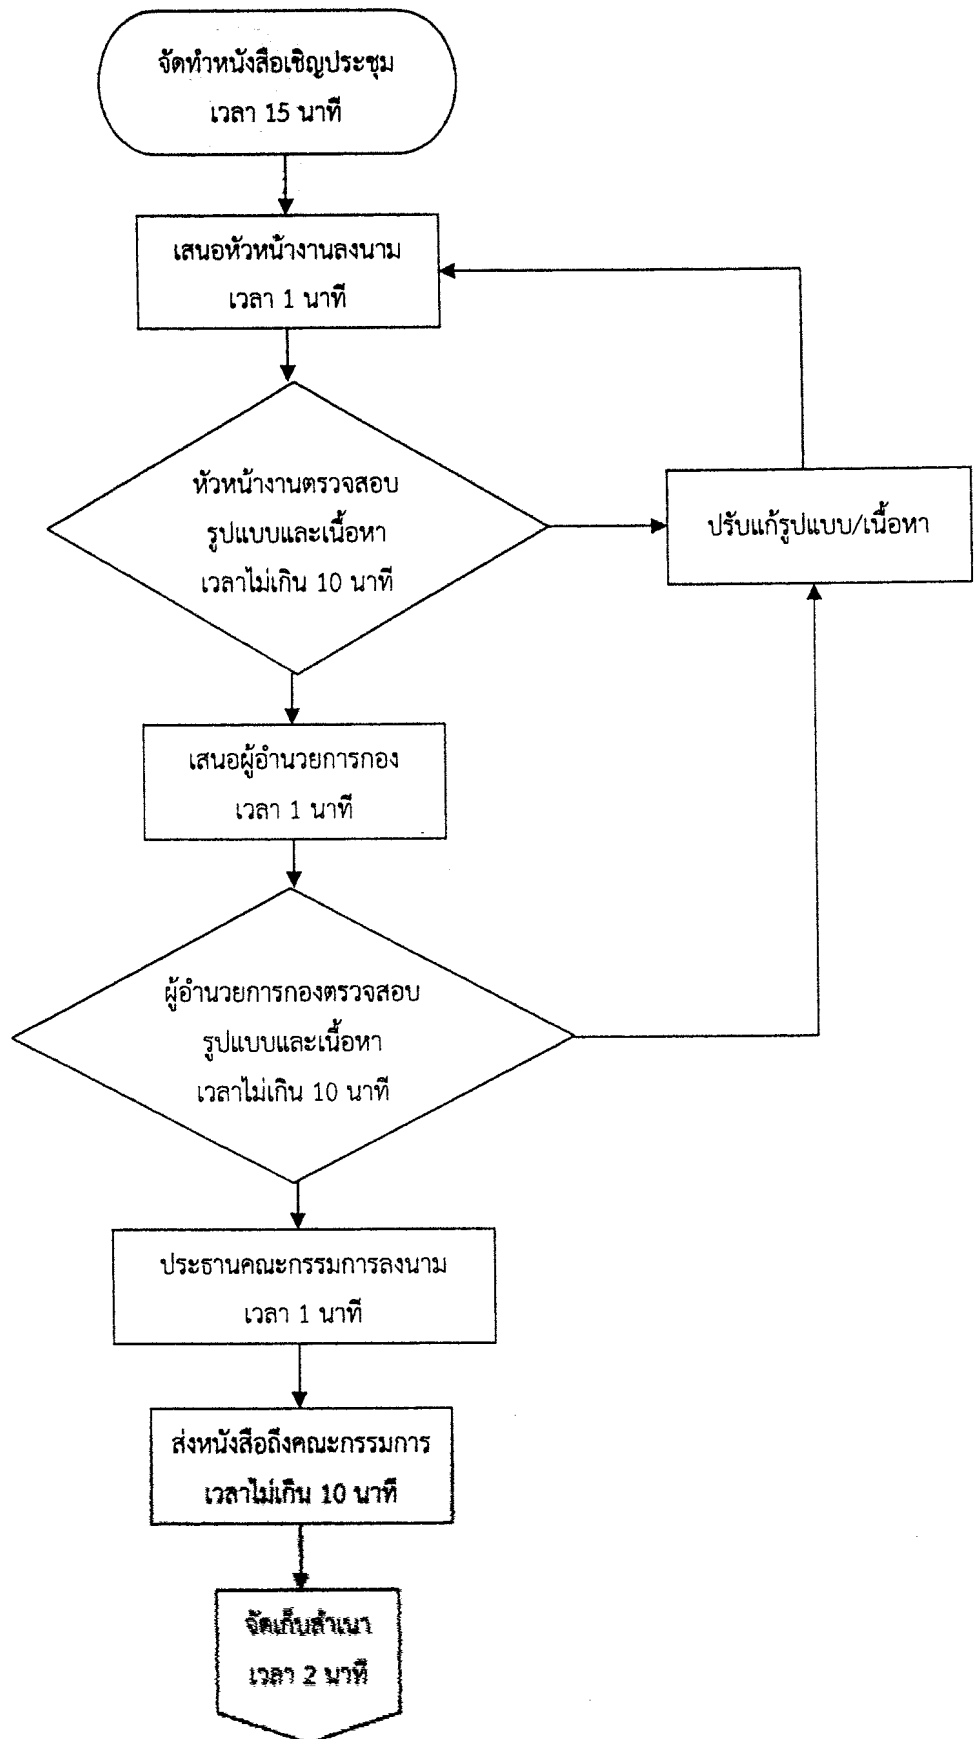 จัดทำหนังสือเชิญประชุม
เวลา 15 นาที
เสนอหัวหน้างานลงนาม
เวลา 1 นาที
หัวหน้างานตรวจสอบ
รูปแบบและเนื้อหา
เวลาไม่เกิน 10 นาที
ปรับแก้รูปแบบ/เนื้อหา
เสนอผู้อำนวยการกอง
เวลา 1 นาที
ผู้อำนวยการกองตรวจสอบ
รูปแบบและเนื้อหา
เวลาไม่เกิน 10 นาที
ประธานคณะกรรมการลงนาม
เวลา 1 นาที
ส่งหนังสือถึงคณะกรรมการ
เวลาไม่เกิน 10 นาที
จัดเก็บสำเนา
เวลา 2 นาที